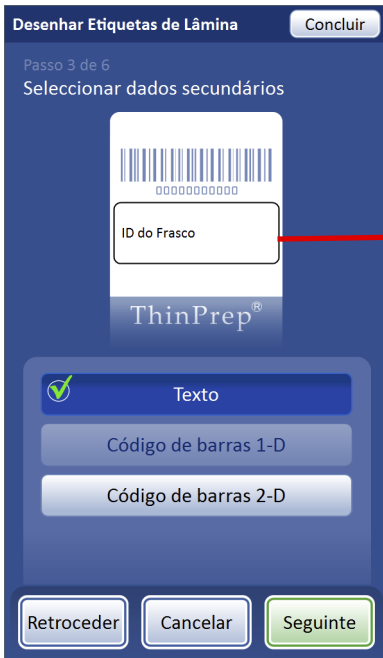 Desenhar Etiquetas de Lâmina
Concluir
Passo 3 de 6
Seleccionar dados secundários
ID do Frasco
ThinPrep®
Texto
Código de barras 1-D
Código de barras 2-D
Retroceder
Cancelar
Seguinte